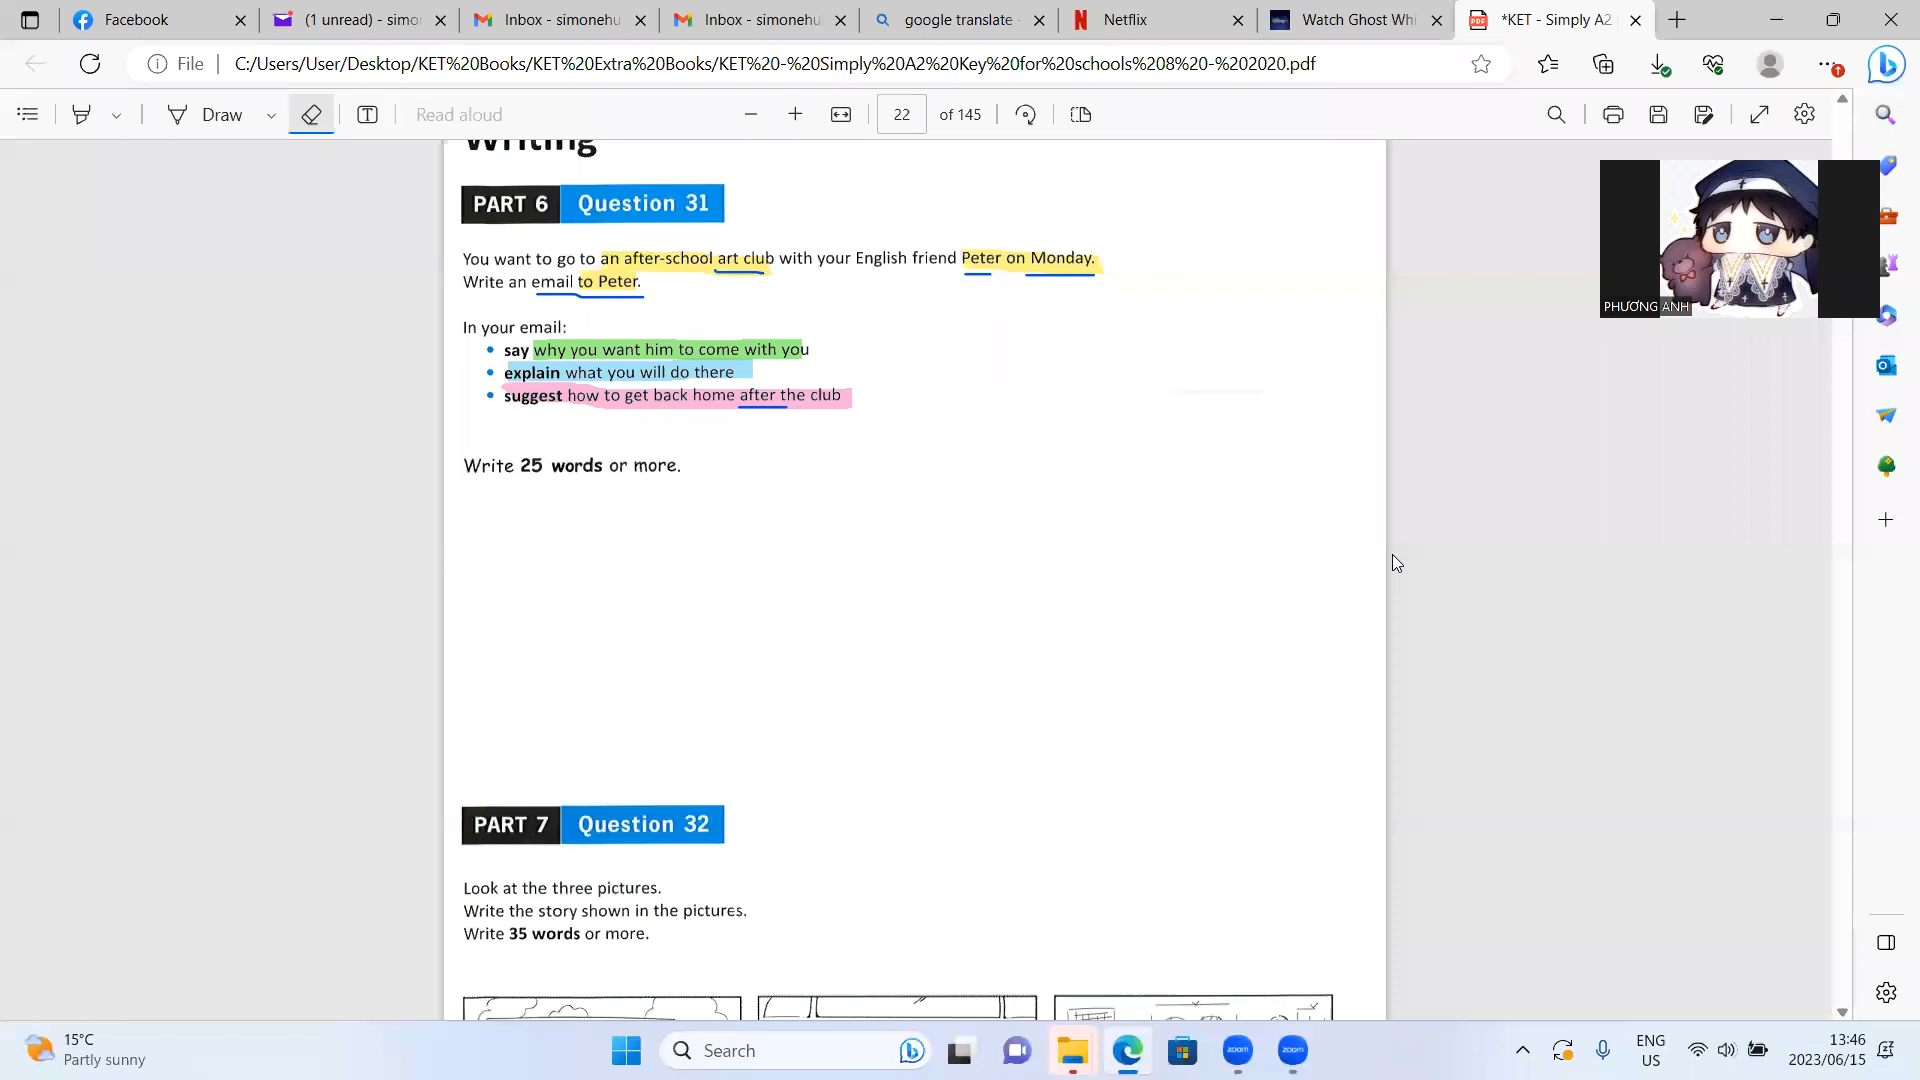 Facebook
(1 unread) - simo
Inbox - simonehu
Inbox - simonehu
google translate -
Netflix
Watch Ghost Whi
*KET - Simply A2
File
C:/Users/User/Desktop/KET%20Books/KET%20Extra%20Books/KET%20-%20Simply%20A2%20Key%20for%20schools%208%20-%202020.pdf
Draw
Read aloud
22 of 145
Writing
PART 6 Question 31
You want to go to an after-school art club with your English friend Peter on Monday.
Write an email to Peter.
PHƯƠNG ANH
In your email:
• say why you want him to come with you
• explain what you will do there
• suggest how to get back home after the club
Write 25 words or more.
PART 7 Question 32
Look at the three pictures.
Write the story shown in the pictures.
Write 35 words or more.
15°C
Partly sunny
Search
zoom
zoom
ENG
US
13:46
2023/06/15